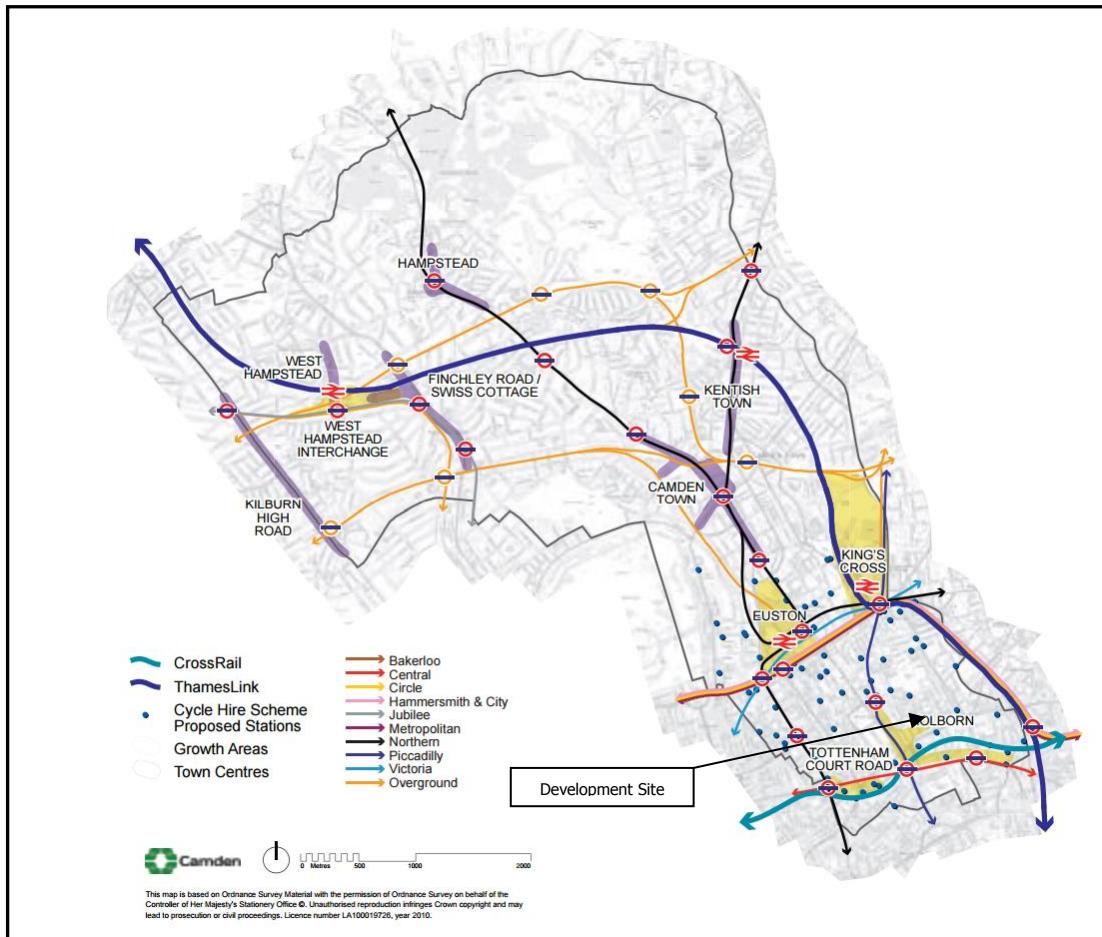 HAMPSTEAD
WEST
HAMPSTEAD
FINCHLEY ROAD /
SWISS COTTAGE
KENTISH
TOWN
WEST
HAMPSTEAD
INTERCHANGE
CAMDEN
TOWN
KILBURN
HIGH
ROAD
KING'S
CROSS
EUSTON
OLBORN
TOTTENHAM
COURT ROAD
Development Site
CrossRail
ThamesLink
Cycle Hire Scheme
Proposed Stations
Growth Areas
Town Centres
Bakerloo
Central
Circle
Hammersmith & City
Jubilee
Metropolitan
Northern
Piccadilly
Victoria
Overground
Camden
0 Metres 500 1000 2000
This map is based on Ordnance Survey Material with the permission of Ordnance Survey on behalf of the
Controller of Her Majesty's Stationery Office ©. Unauthorised reproduction infringes Crown copyright and may
lead to prosecution or civil proceedings. Licence number LA100019726, year 2010.